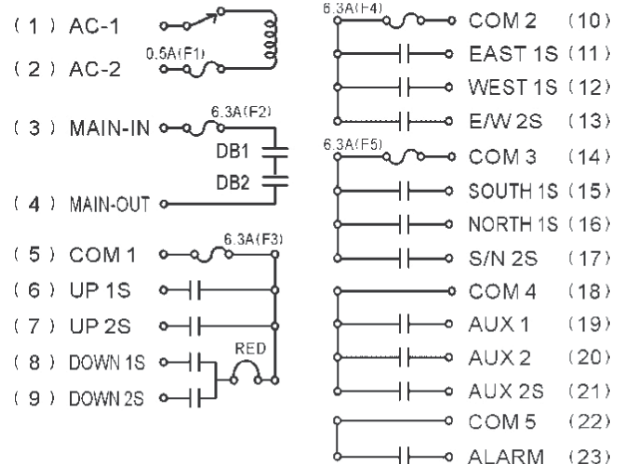 ( 1 ) AC-1
0.5A(F1)
( 2 ) AC-2
6.3A(F2)
( 3 ) MAIN-IN
DB1
DB2
( 4 ) MAIN-OUT
6.3A(F3)
( 5 ) COM 1
( 6 ) UP 1S
( 7 ) UP 2S
RED
( 8 ) DOWN 1S
( 9 ) DOWN 2S
6.3A(F4)
COM 2 (10)
EAST 1S (11)
WEST 1S (12)
E/W 2S (13)
6.3A(F5)
COM 3 (14)
SOUTH 1S (15)
NORTH 1S (16)
S/N 2S (17)
COM 4 (18)
AUX 1 (19)
AUX 2 (20)
AUX 2S (21)
COM 5 (22)
ALARM (23)